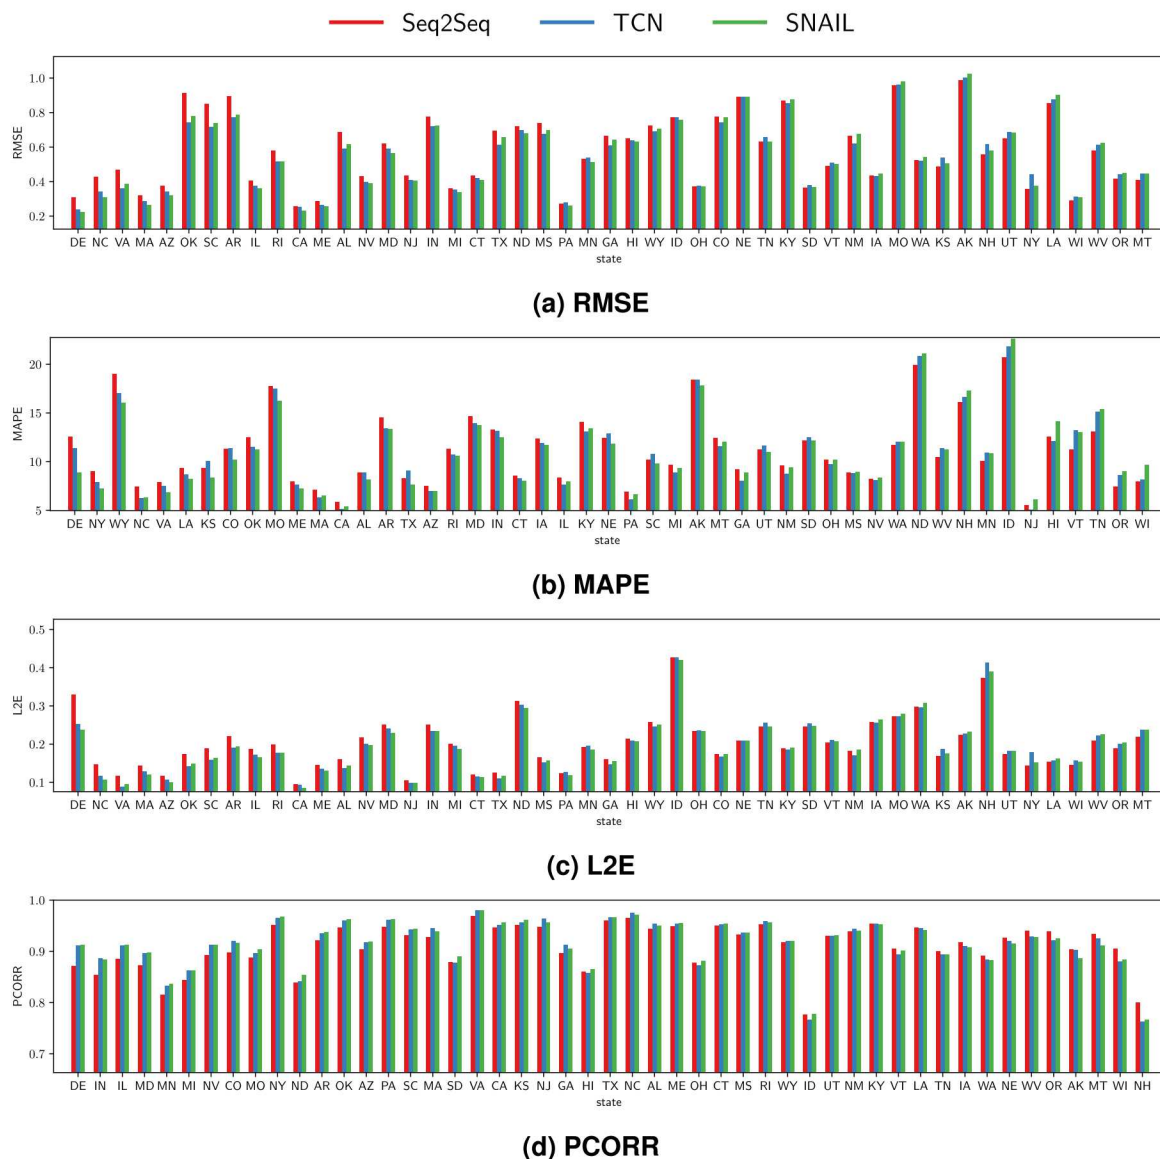 Seq2Seq TCN SNAIL
1.0
0.8
0.6
0.4
0.2
RMSE
DE NC VA MA AZ OK SC AR IL RI CA ME AL NV MD NJ IN MI CT TX ND MS PA MN GA HI WY ID OH CO NE TN KY SD VT NM IA MO WA KS AK NH UT NY LA WI WV OR MT
state
(a) RMSE
20
15
10
5
MAPE
DE NY WY NC VA LA KS CO OK MO ME MA CA AL AR TX AZ RI MD IN CT IA IL KY NE PA SC MI AK MT GA UT NM SD OH MS NV WA ND WV NH MN ID NJ HI VT TN OR WI
state
(b) MAPE
0.5
0.4
0.3
0.2
0.1
L2E
DE NC VA MA AZ OK SC AR IL RI CA ME AL NV MD NJ IN MI CT TX ND MS PA MN GA HI WY ID OH CO NE TN KY SD VT NM IA MO WA KS AK NH UT NY LA WI WV OR MT
state
(c) L2E
1.0
0.9
0.8
0.7
PCORR
DE IN IL MD MN MI NV CO MO NY ND AR OK AZ PA SC MA SD VA CA KS NJ GA HI TX NC AL ME OH CT MS RI WY ID UT NM KY VT LA TN IA WA NE WV OR AK MT WI NH
state
(d) PCORR